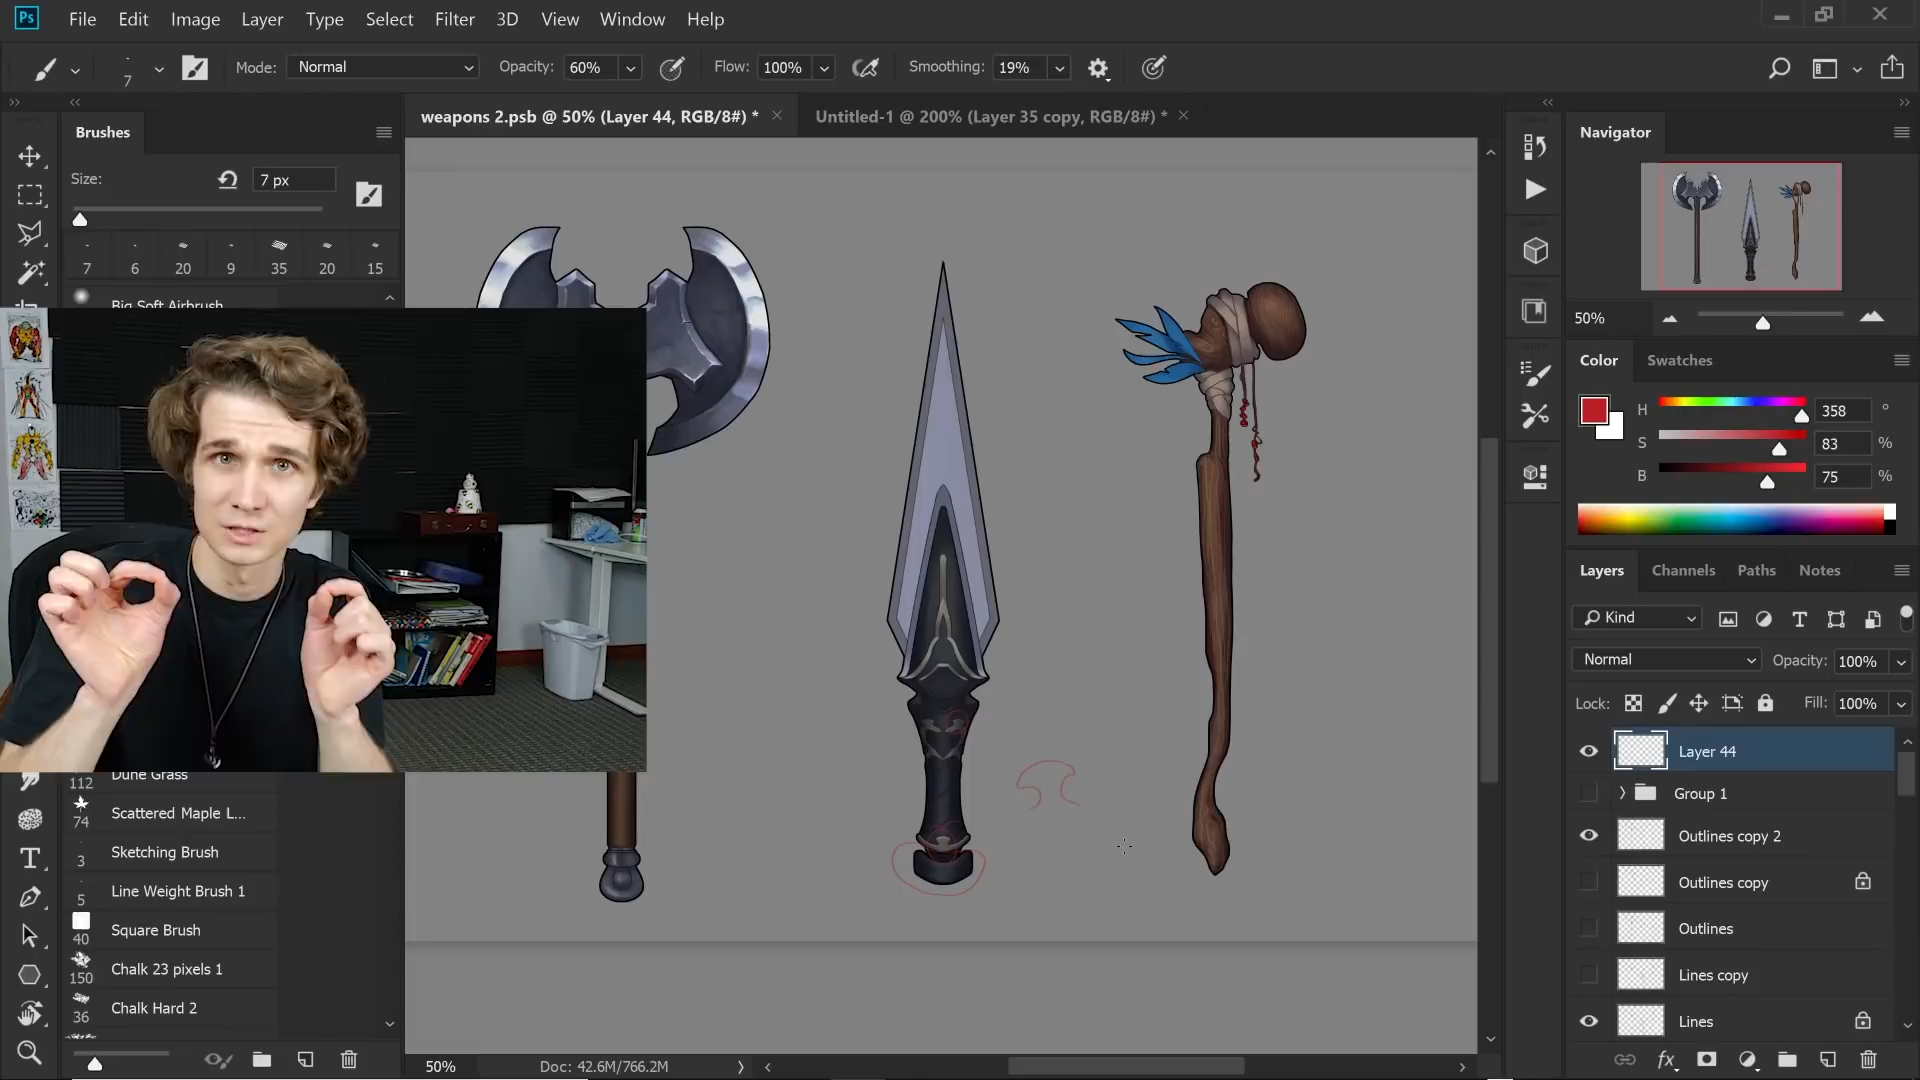 Ps File Edit Image Layer Type Select Filter 3D View Window Help
7 Mode: Normal Opacity: 60% Flow: 100% Smoothing: 19%
weapons 2.psb @ 50% (Layer 44, RGB/8#) * Untitled-1 @ 200% (Layer 35 copy, RGB/8#) *
Brushes
Size: 7 px
7 6 20 9 35 20 15
Big Soft Airbrush
112 Dune Grass
74 Scattered Maple L...
3 Sketching Brush
5 Line Weight Brush 1
40 Square Brush
150 Chalk 23 pixels 1
36 Chalk Hard 2
50% Doc: 42.6M/766.2M
Navigator
50%
Color Swatches
H 358 °
S 83 %
B 75 %
Layers Channels Paths Notes
Kind
Normal Opacity: 100%
Lock: Fill: 100%
Layer 44
Group 1
Outlines copy 2
Outlines copy
Outlines
Lines copy
Lines
fx